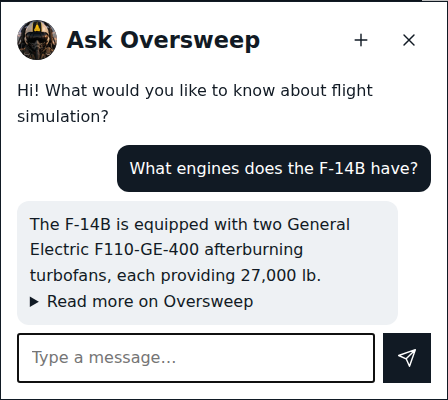 Ask Oversweep
Hi! What would you like to know about flight
simulation?
What engines does the F-14B have?
The F-14B is equipped with two General
Electric F110-GE-400 afterburning
turbofans, each providing 27,000 lb.
▶ Read more on Oversweep
Type a message...